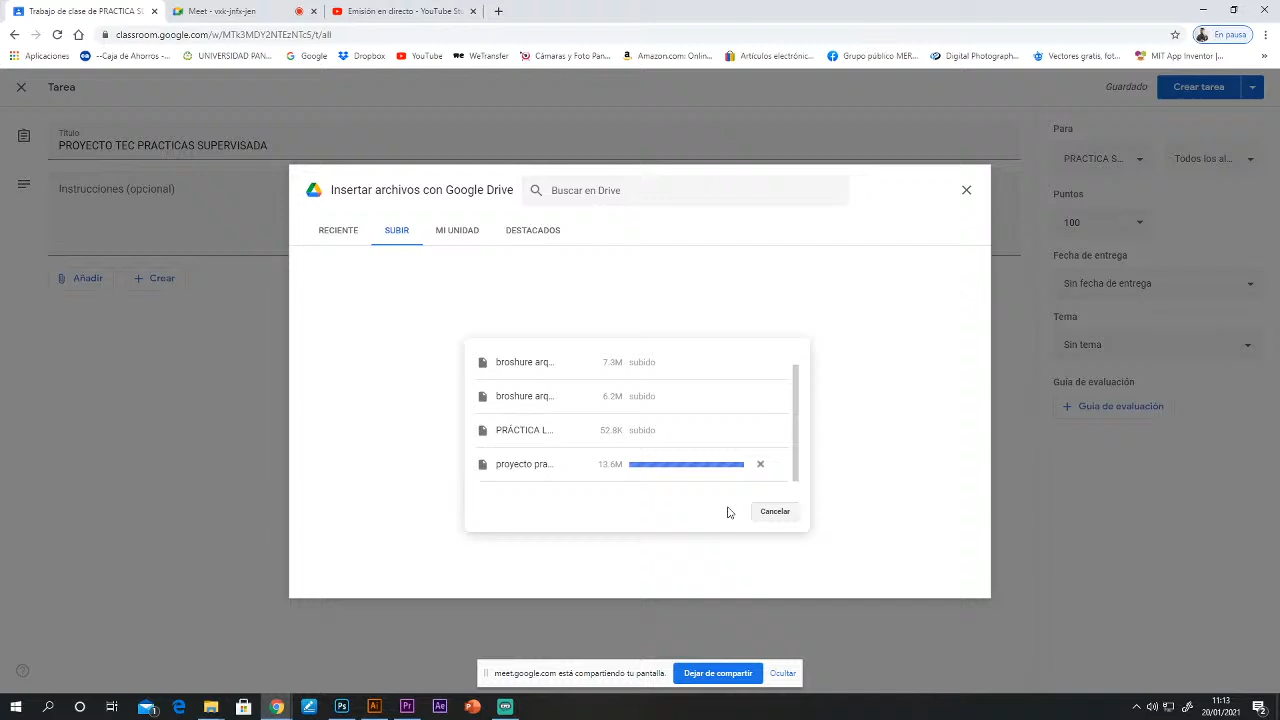 Trabajo de clase de PRACTICA SU
Meet - vxk-jnfx-jen
Emisión en directo - YouTube Stu
classroom.google.com/w/MTk3MDY2NTEzNTc5/t/all
En pausa
Aplicaciones
--Caja de Ahorros -...
UNIVERSIDAD PAN...
Google
Dropbox
YouTube
WeTransfer
Cámaras y Foto Pan...
Amazon.com: Onlin...
Artículos electrónic...
Grupo público MER...
Digital Photograph...
Vectores gratis, fot...
MIT App Inventor |...
»
Tarea
Guardado
Crear tarea
Título
PROYECTO TEC PRACTICAS SUPERVISADA
Instrucciones (opcional)
Añadir
Crear
Para
PRACTICA S...
Todos los al...
Puntos
100
Fecha de entrega
Sin fecha de entrega
Tema
Sin tema
Guía de evaluación
+ Guía de evaluación
Insertar archivos con Google Drive
Buscar en Drive
RECIENTE
SUBIR
MI UNIDAD
DESTACADOS
broshure arq... 7.3M subido
broshure arq... 6.2M subido
PRÁCTICA L... 52.8K subido
proyecto pra... 13.6M
Cancelar
meet.google.com está compartiendo tu pantalla.
Dejar de compartir
Ocultar
11:13
20/01/2021